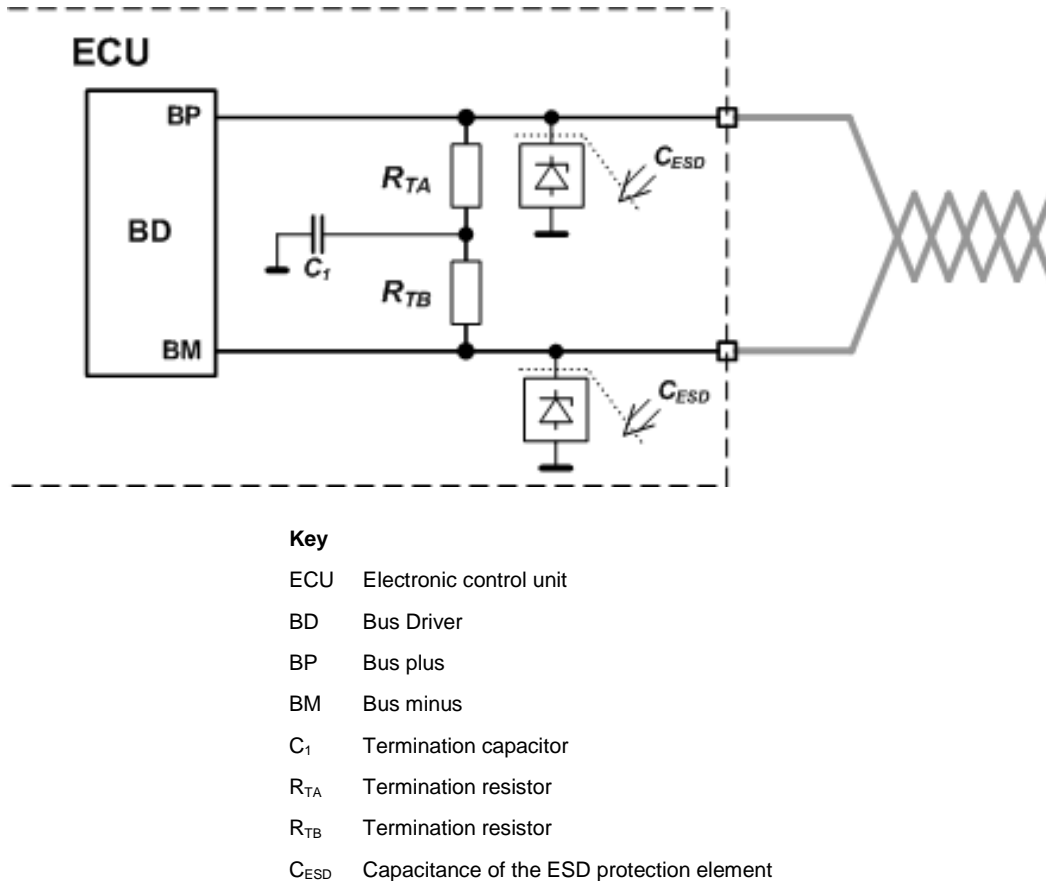 ECU
BP
BD
BM
R_TA
R_TB
C_1
C_ESD
C_ESD
Key
ECU Electronic control unit
BD Bus Driver
BP Bus plus
BM Bus minus
C₁ Termination capacitor
R_TA Termination resistor
R_TB Termination resistor
C_ESD Capacitance of the ESD protection element